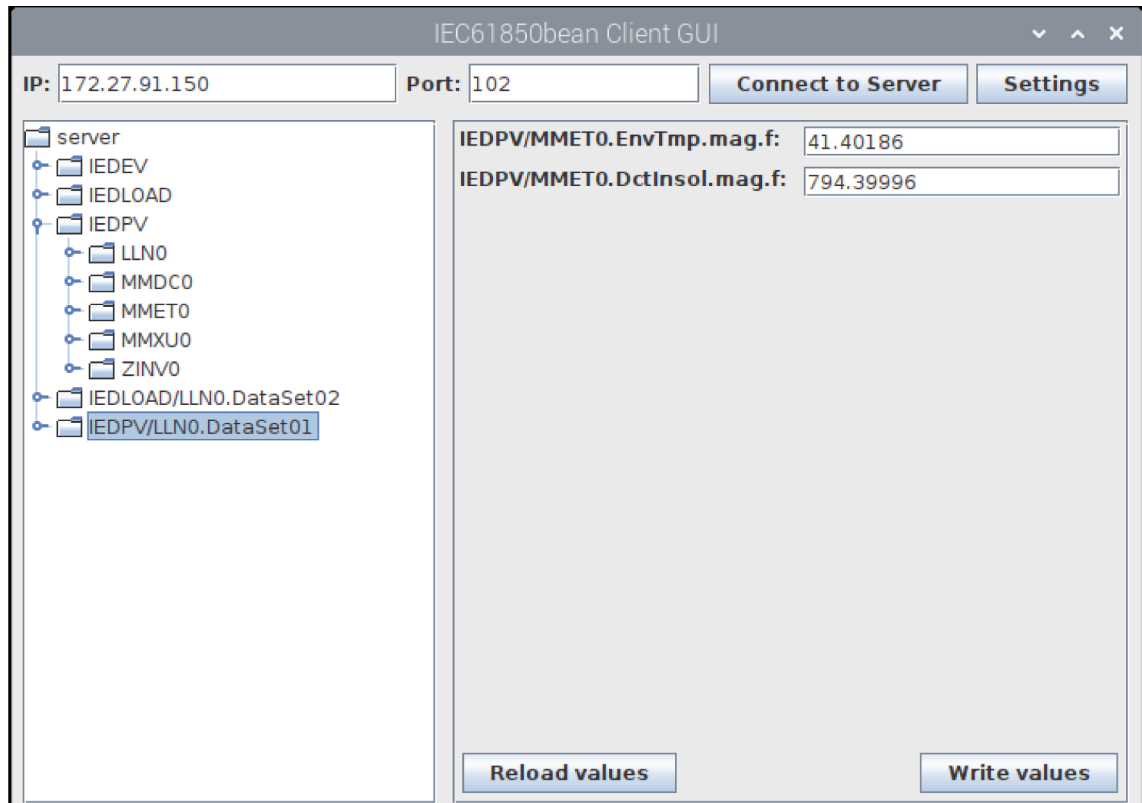 IEC61850bean Client GUI
IP: 172.27.91.150 Port: 102 Connect to Server Settings
server
IEDEV
IEDLOAD
IEDPV
LLN0
MMDC0
MMET0
MMXU0
ZINV0
IEDLOAD/LLN0.DataSet02
IEDPV/LLN0.DataSet01
IEDPV/MMET0.EnvTmp.mag.f: 41.40186
IEDPV/MMET0.DctInsol.mag.f: 794.39996
Reload values Write values